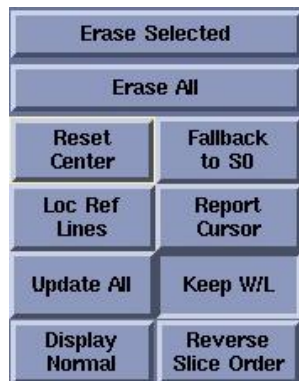 Erase Selected
Erase All
Reset
Center
Fallback
to S0
Loc Ref
Lines
Report
Cursor
Update All
Keep W/L
Display
Normal
Reverse
Slice Order